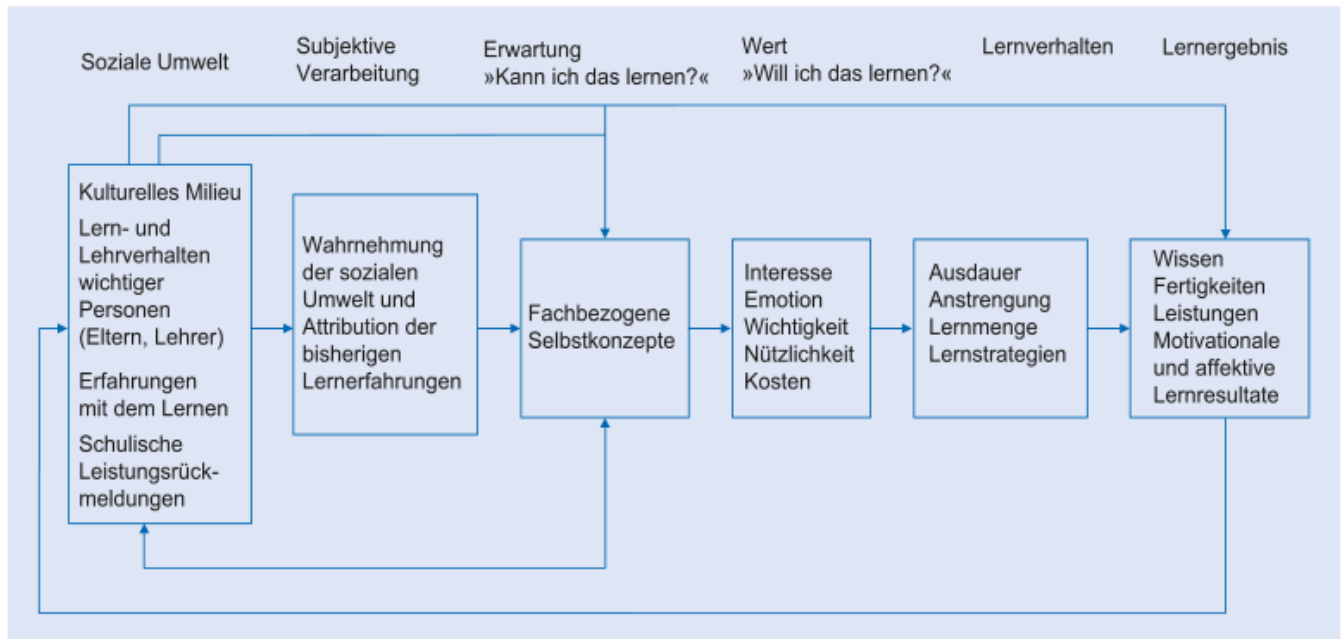 Soziale Umwelt
Subjektive
Verarbeitung
Erwartung
»Kann ich das lernen?«
Wert
»Will ich das lernen?«
Lernverhalten
Lernergebnis
Kulturelles Milieu
Lern- und
Lehrverhalten
wichtiger
Personen
(Eltern, Lehrer)
Erfahrungen
mit dem Lernen
Schulische
Leistungsrück-
meldungen
Wahrnehmung
der sozialen
Umwelt und
Attribution der
bisherigen
Lernerfahrungen
Fachbezogene
Selbstkonzepte
Interesse
Emotion
Wichtigkeit
Nützlichkeit
Kosten
Ausdauer
Anstrengung
Lernmenge
Lernstrategien
Wissen
Fertigkeiten
Leistungen
Motivationale
und affektive
Lernresultate